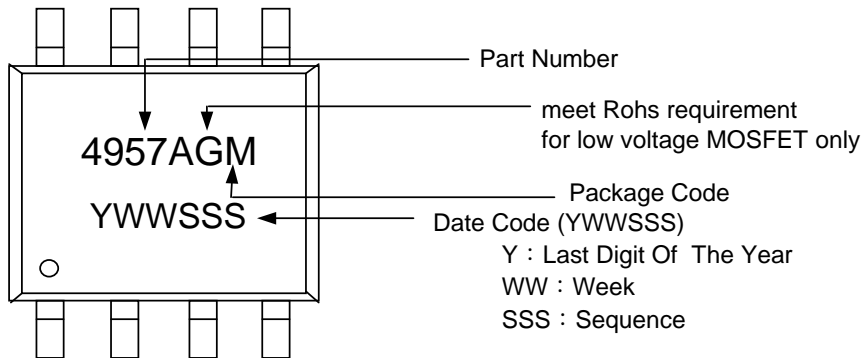 Part Number
meet Rohs requirement
for low voltage MOSFET only
4957AGM
Package Code
YWWSSS
Date Code (YWWSSS)
Y：Last Digit Of The Year
WW：Week
SSS：Sequence